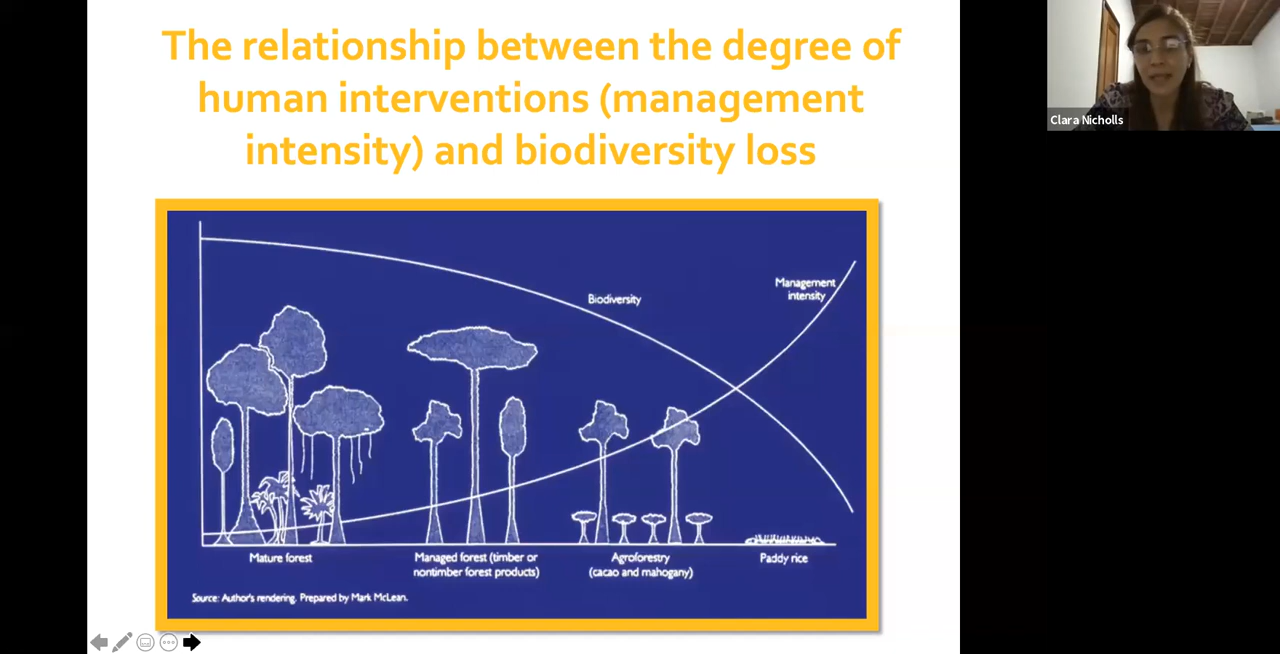 The relationship between the degree of
human interventions (management
intensity) and biodiversity loss
Clara Nicholls
Biodiversity
Management
intensity
Mature forest
Managed forest (timber or
nontimber forest products)
Agroforestry
(cacao and mahogany)
Paddy rice
Source: Author's rendering. Prepared by Mark McLean.